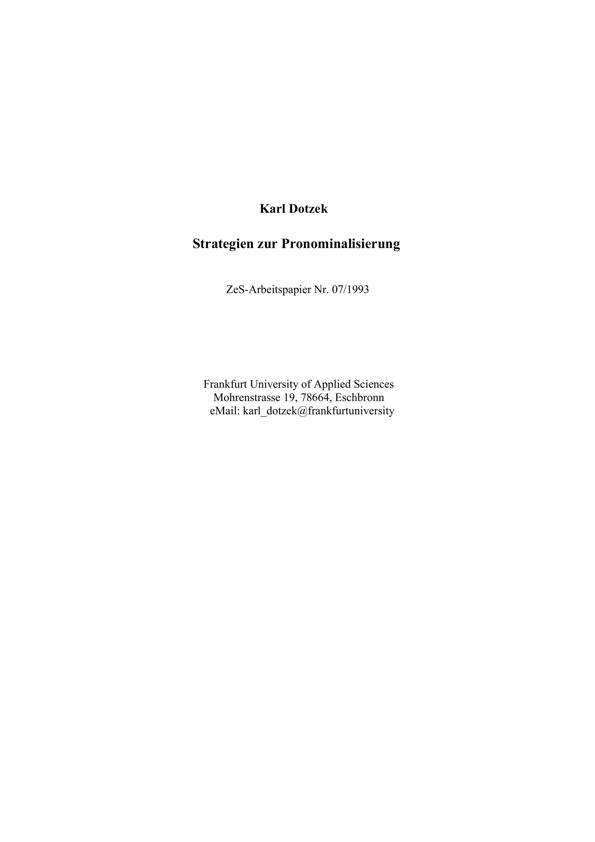 Karl Dotzek
Strategien zur Pronominalisierung
ZeS-Arbeitspapier Nr. 07/1993
Frankfurt University of Applied Sciences
Mohrenstrasse 19, 78664, Eschbronn
eMail: karl_dotzek@frankfurtuniversity